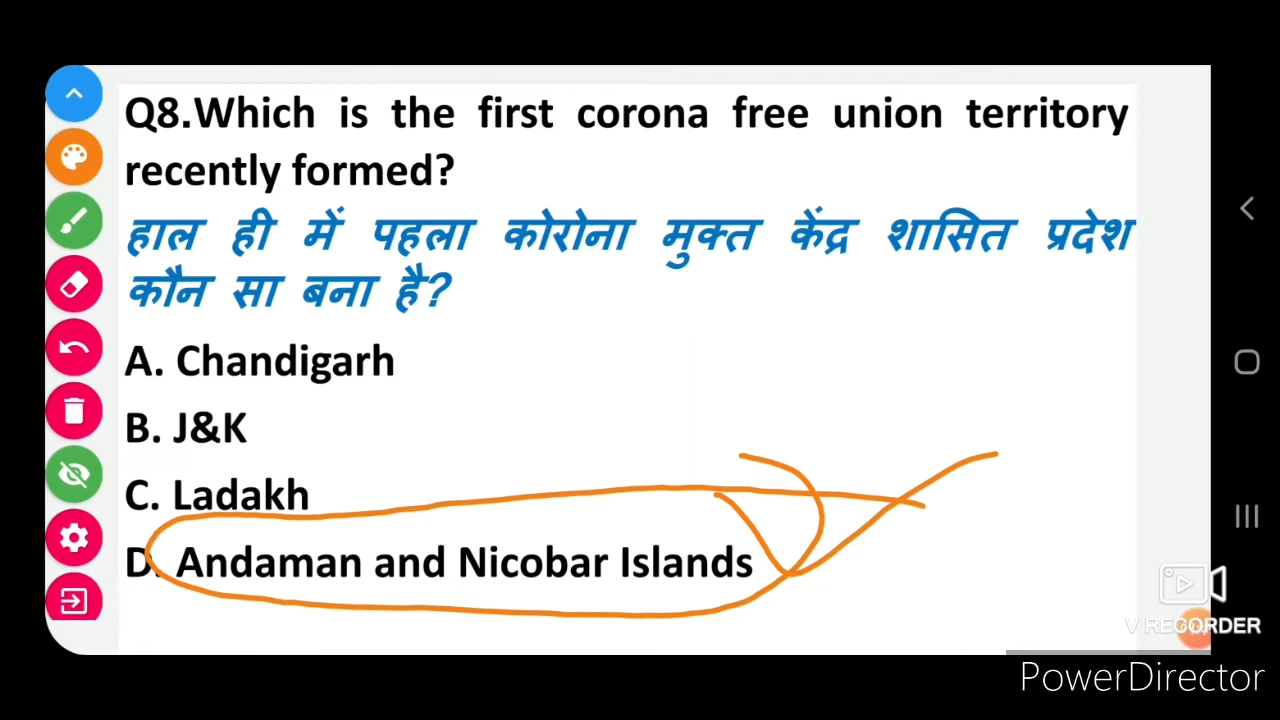 Q8.Which is the first corona free union territory
recently formed?
हाल ही में पहला कोरोना मुक्त केंद्र शासित प्रदेश
कौन सा बना है?
A. Chandigarh
B. J&K
C. Ladakh
D. Andaman and Nicobar Islands
V RECORDER
PowerDirector